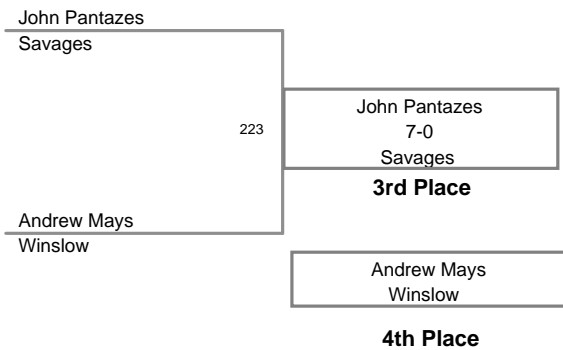 John Pantazes
Savages
223
John Pantazes
7-0
Savages
3rd Place
Andrew Mays
Winslow
Andrew Mays
Winslow
4th Place